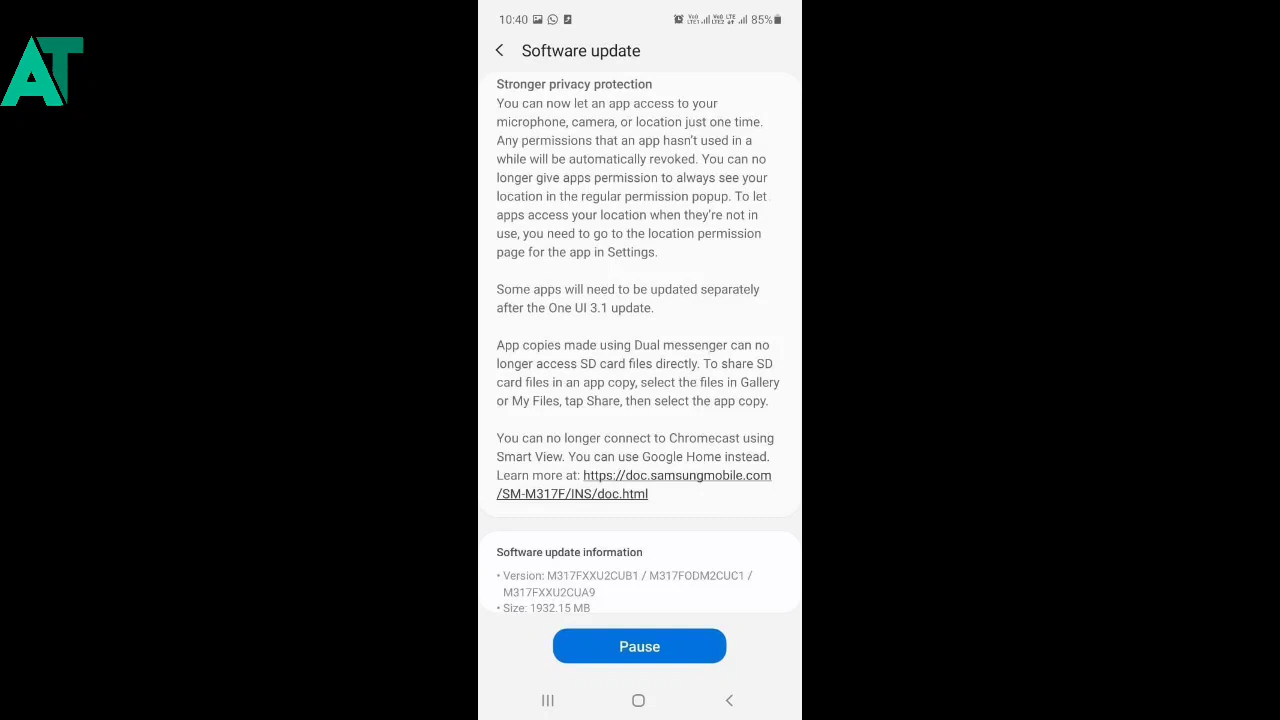 AT
10:40
Vo5G LTE1 Vo5G LTE LTE2 85%
Software update
Stronger privacy protection
You can now let an app access to your
microphone, camera, or location just one time.
Any permissions that an app hasn't used in a
while will be automatically revoked. You can no
longer give apps permission to always see your
location in the regular permission popup. To let
apps access your location when they're not in
use, you need to go to the location permission
page for the app in Settings.
Some apps will need to be updated separately
after the One UI 3.1 update.
App copies made using Dual messenger can no
longer access SD card files directly. To share SD
card files in an app copy, select the files in Gallery
or My Files, tap Share, then select the app copy.
You can no longer connect to Chromecast using
Smart View. You can use Google Home instead.
Learn more at: https://doc.samsungmobile.com
/SM-M317F/INS/doc.html
Software update information
• Version: M317FXXU2CUB1 / M317FODM2CUC1 /
M317FXXU2CUA9
• Size: 1932.15 MB
Pause